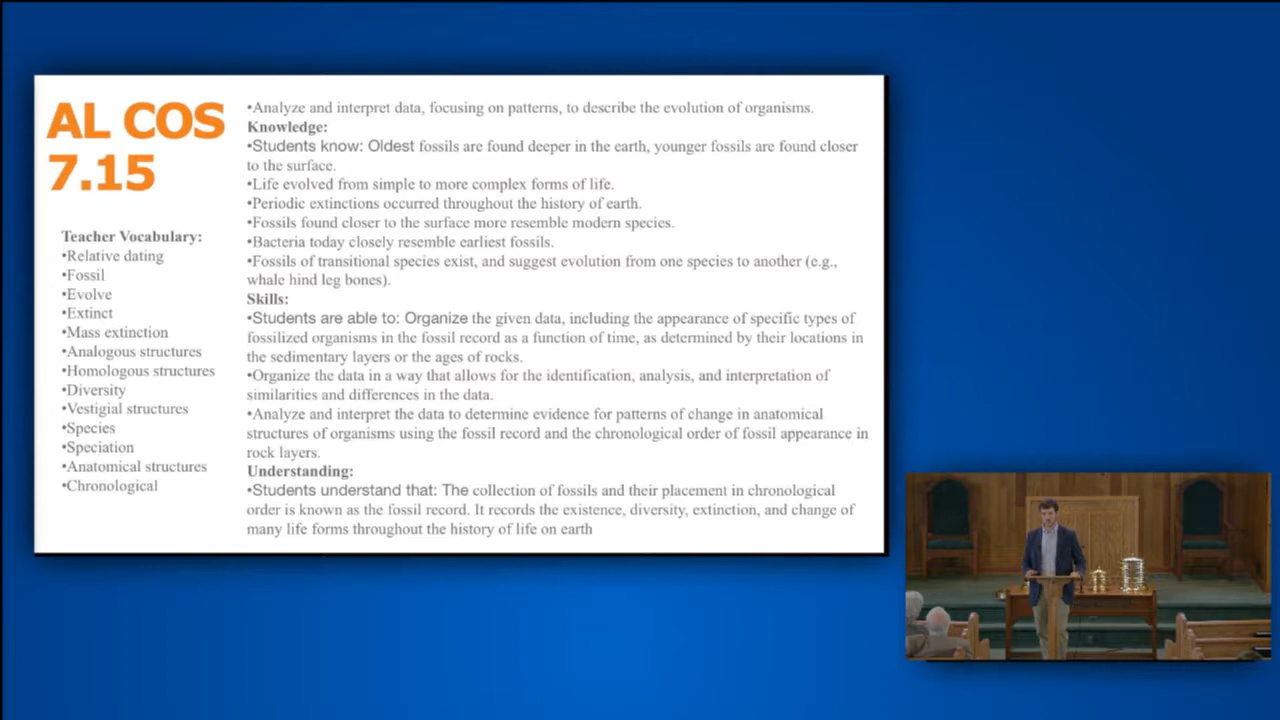 AL COS
7.15
Teacher Vocabulary:
•Relative dating
•Fossil
•Evolve
•Extinct
•Mass extinction
•Analogous structures
•Homologous structures
•Diversity
•Vestigial structures
•Species
•Speciation
•Anatomical structures
•Chronological
•Analyze and interpret data, focusing on patterns, to describe the evolution of organisms.
Knowledge:
•Students know: Oldest fossils are found deeper in the earth, younger fossils are found closer
to the surface.
•Life evolved from simple to more complex forms of life.
•Periodic extinctions occurred throughout the history of earth.
•Fossils found closer to the surface more resemble modern species.
•Bacteria today closely resemble earliest fossils.
•Fossils of transitional species exist, and suggest evolution from one species to another (e.g.,
whale hind leg bones).
Skills:
•Students are able to: Organize the given data, including the appearance of specific types of
fossilized organisms in the fossil record as a function of time, as determined by their locations in
the sedimentary layers or the ages of rocks.
•Organize the data in a way that allows for the identification, analysis, and interpretation of
similarities and differences in the data.
•Analyze and interpret the data to determine evidence for patterns of change in anatomical
structures of organisms using the fossil record and the chronological order of fossil appearance in
rock layers.
Understanding:
•Students understand that: The collection of fossils and their placement in chronological
order is known as the fossil record. It records the existence, diversity, extinction, and change of
many life forms throughout the history of life on earth